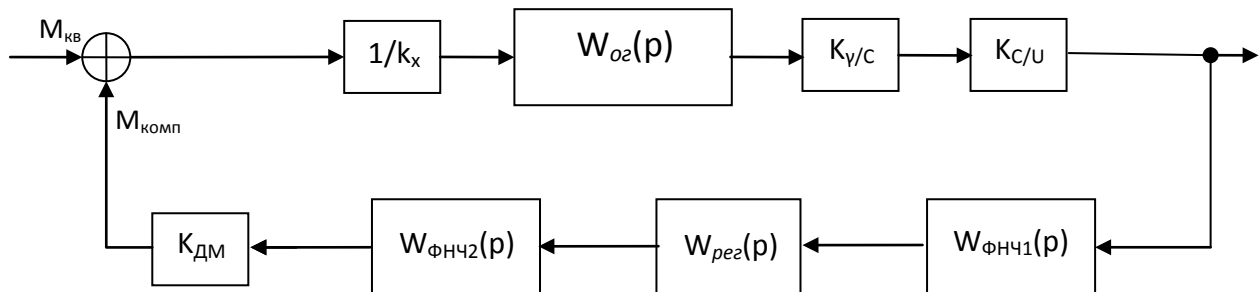 Mкв
1/kx
Wог(p)
Kγ/C
KC/U
Mкомп
KДМ
WФНЧ2(p)
Wрег(p)
WФНЧ1(p)